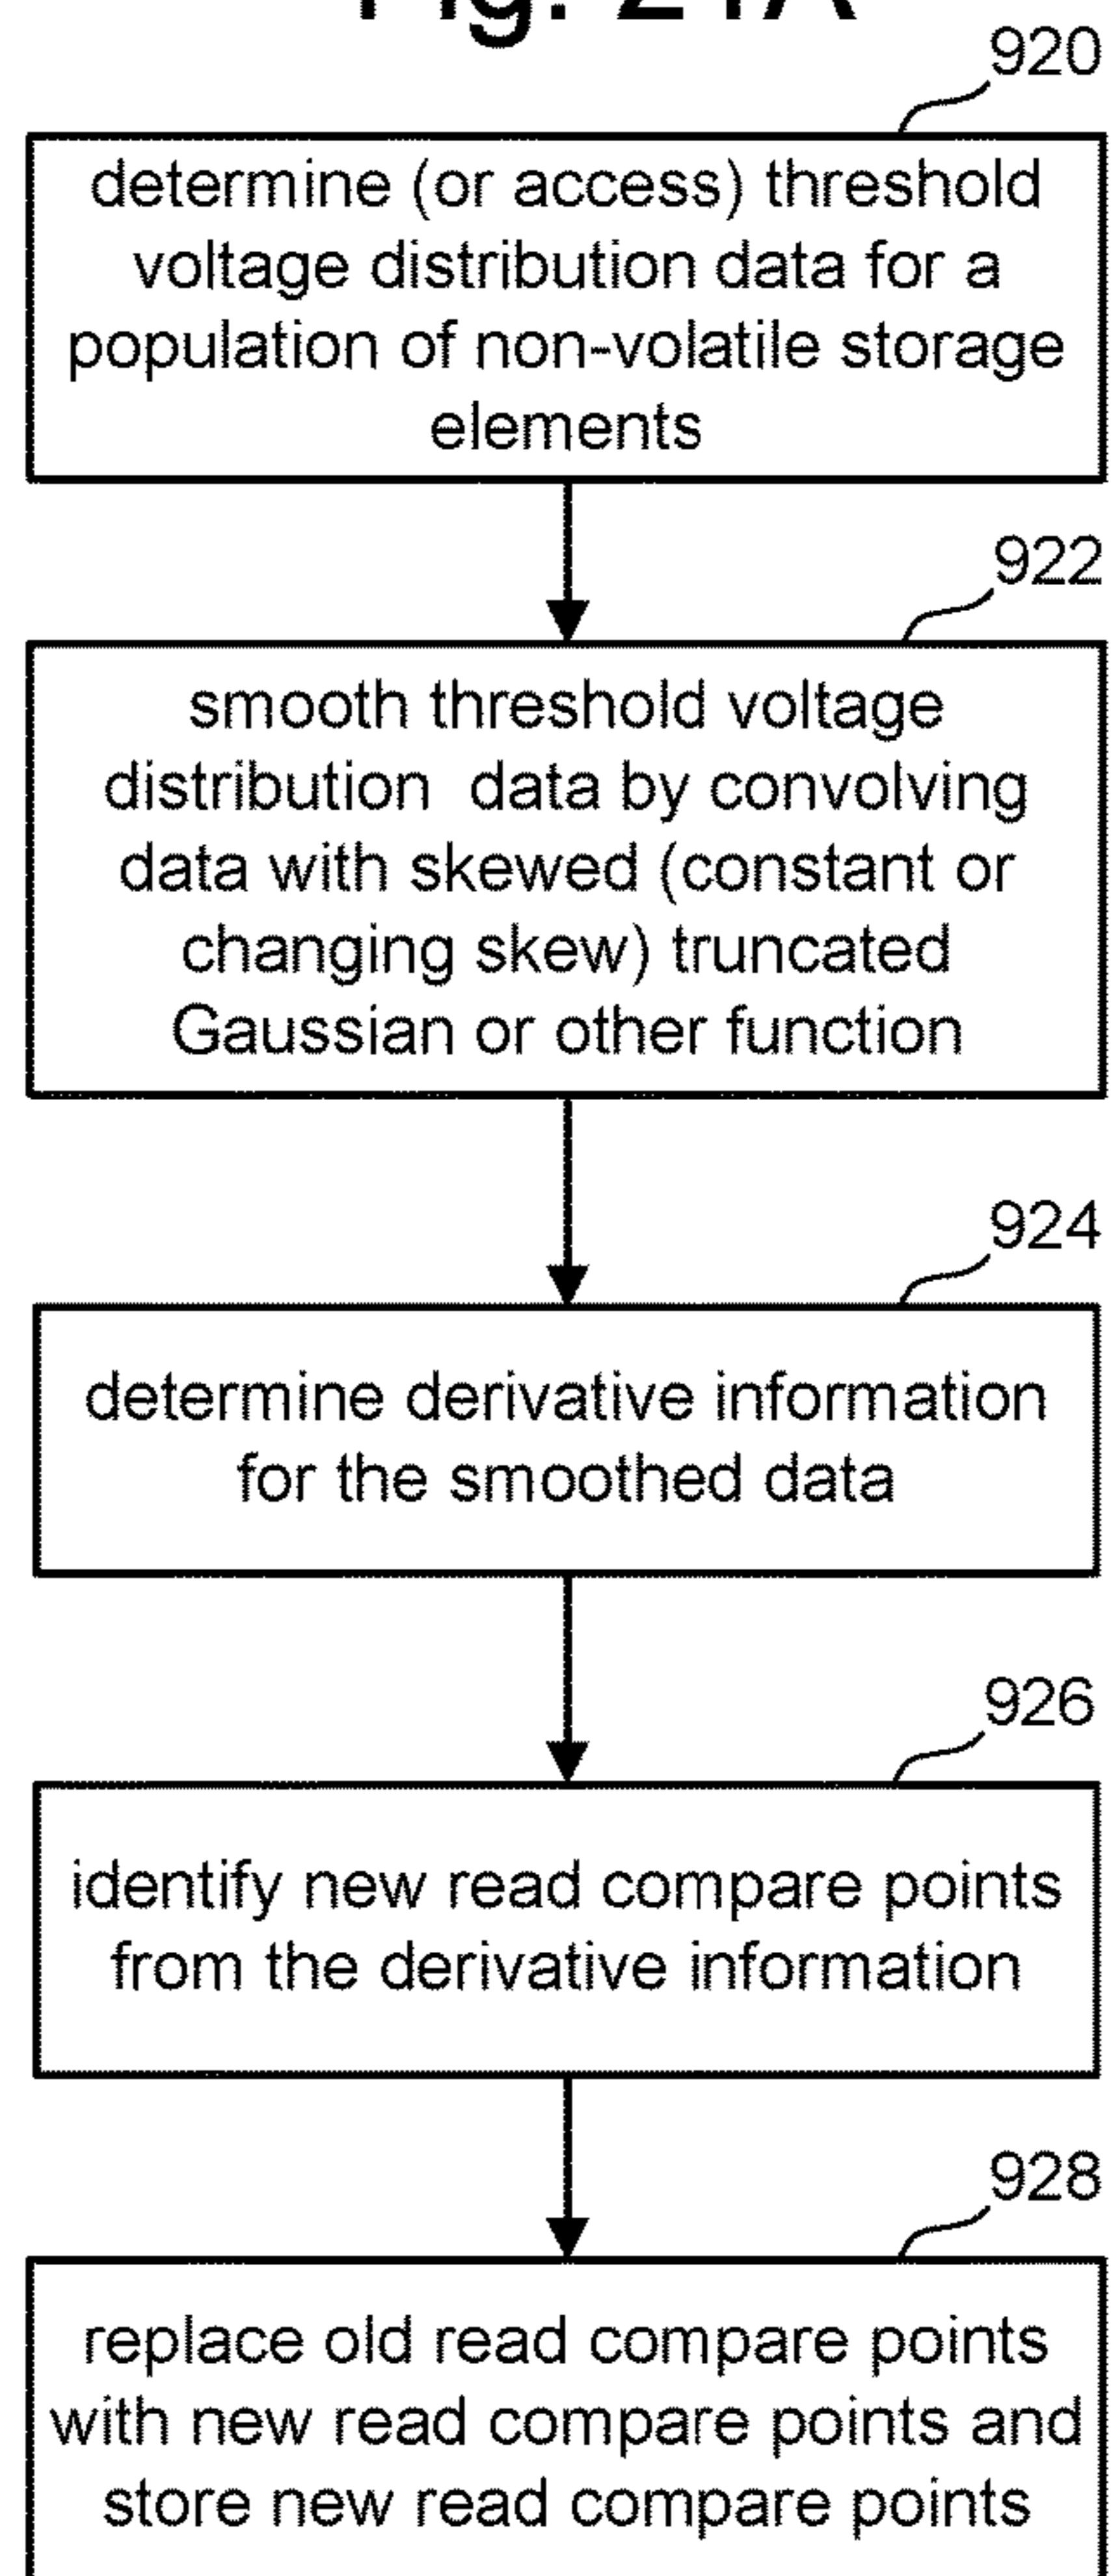 Fig. 21A
920
determine (or access) threshold
voltage distribution data for a
population of non-volatile storage
elements
922
smooth threshold voltage
distribution data by convolving
data with skewed (constant or
changing skew) truncated
Gaussian or other function
924
determine derivative information
for the smoothed data
926
identify new read compare points
from the derivative information
928
replace old read compare points
with new read compare points and
store new read compare points